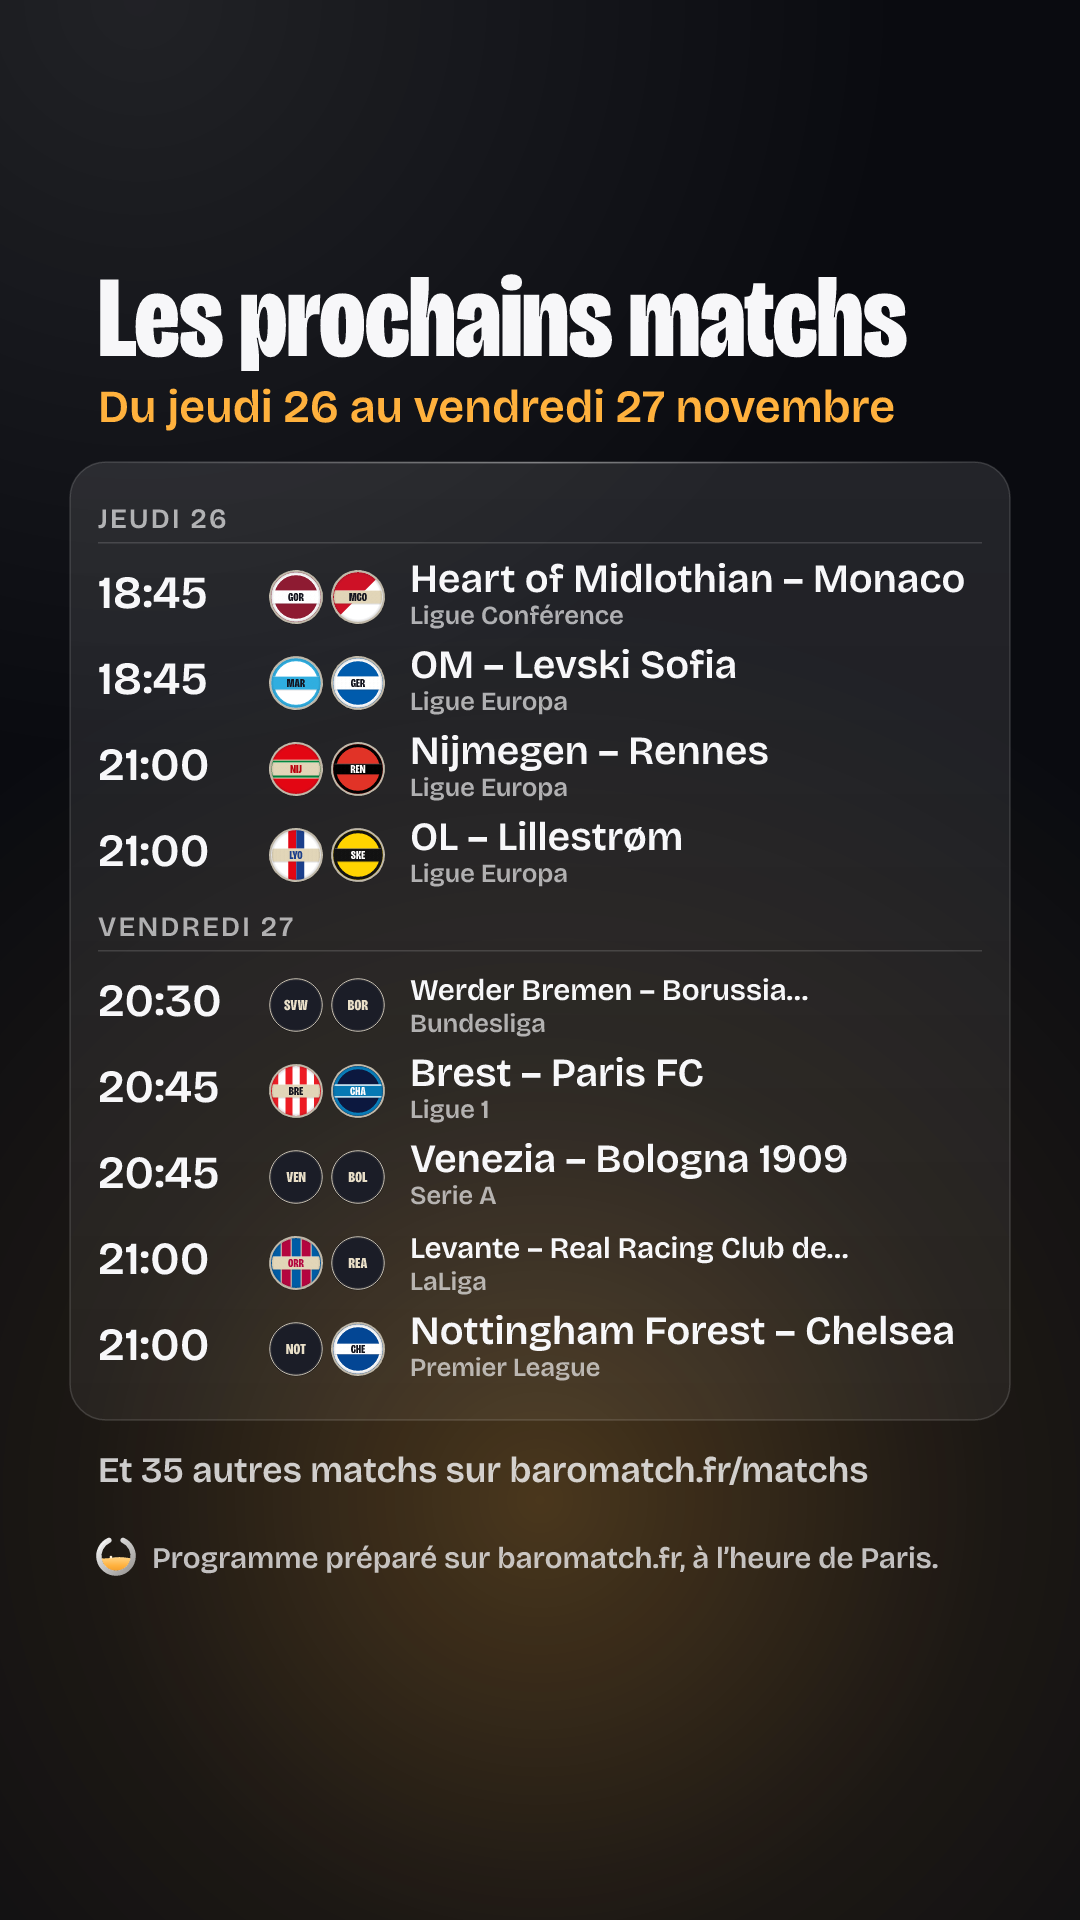 Les prochains matchs
Du jeudi 26 au vendredi 27 novembre
JEUDI 26
18:45 GOR MCO Heart of Midlothian – Monaco
Ligue Conférence
18:45 MAR GER OM – Levski Sofia
Ligue Europa
21:00 NIJ REN Nijmegen – Rennes
Ligue Europa
21:00 LYO SKE OL – Lillestrøm
Ligue Europa
VENDREDI 27
20:30 SVW BOR Werder Bremen – Borussia...
Bundesliga
20:45 BRE CHA Brest – Paris FC
Ligue 1
20:45 VEN BOL Venezia – Bologna 1909
Serie A
21:00 ORR REA Levante – Real Racing Club de...
LaLiga
21:00 NOT CHE Nottingham Forest – Chelsea
Premier League
Et 35 autres matchs sur baromatch.fr/matchs
Programme préparé sur baromatch.fr, à l’heure de Paris.